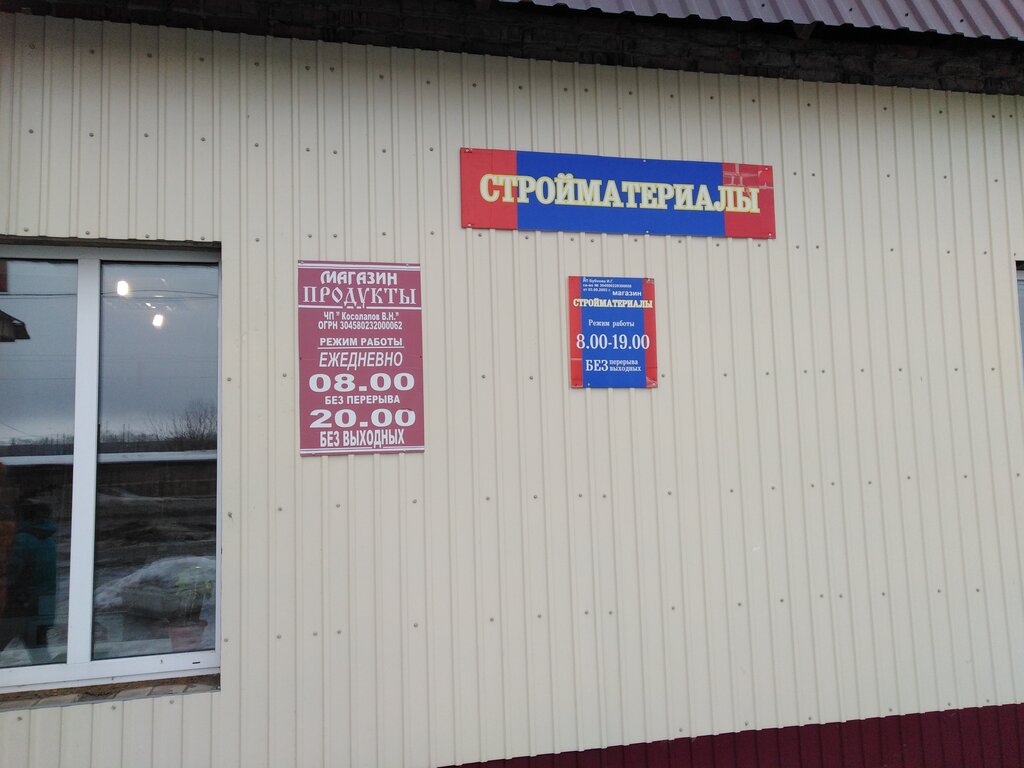 СТРОЙМАТЕРИАЛЫ
МАГАЗИН
ПРОДУКТЫ
ЧП " Косолапов В.Н."
ОГРН 304580232000062
РЕЖИМ РАБОТЫ
ЕЖЕДНЕВНО
08.00
БЕЗ ПЕРЕРЫВА
20.00
БЕЗ ВЫХОДНЫХ
магазин
СТРОЙМАТЕРИАЛЫ
Режим работы
8.00-19.00
БЕЗ перерыва
выходных